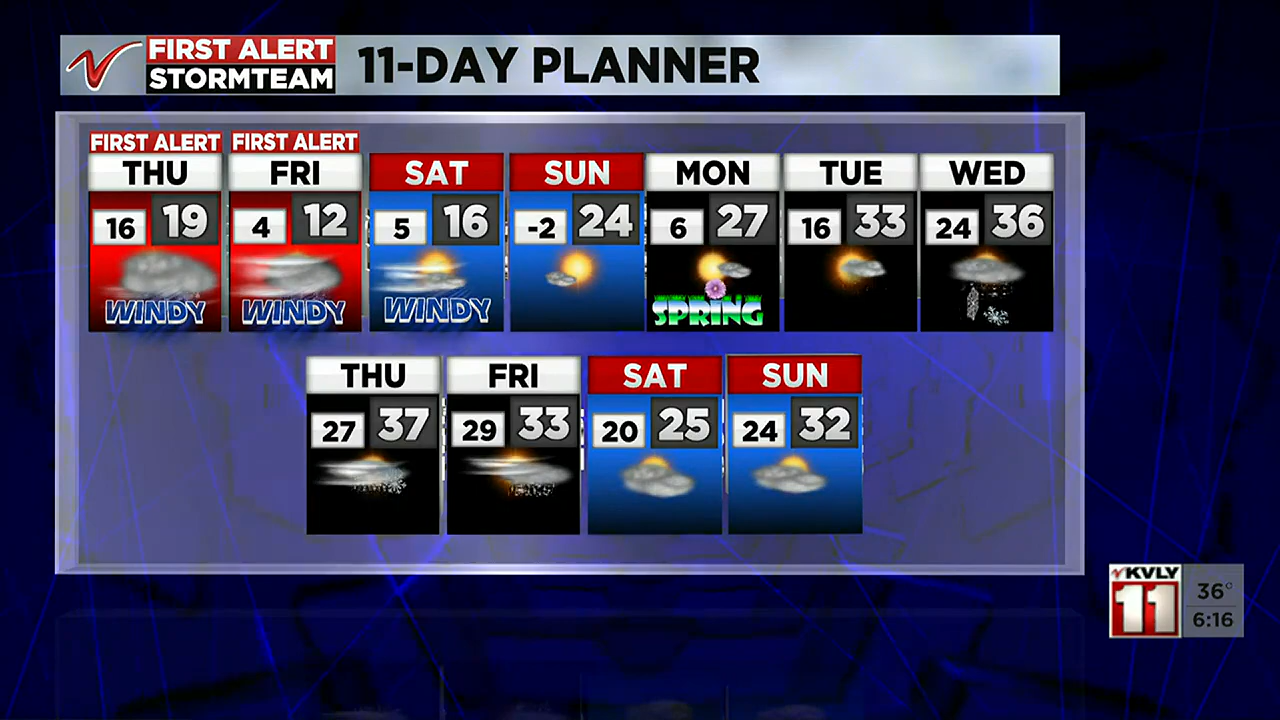 FIRST ALERT
STORMTEAM
11-DAY PLANNER
FIRST ALERT FIRST ALERT
THU FRI SAT SUN MON TUE WED
16 19 4 12 5 16 -2 24 6 27 16 33 24 36
WINDY WINDY WINDY SPRING
THU FRI SAT SUN
27 37 29 33 20 25 24 32
KVLY
11
36°
6:16